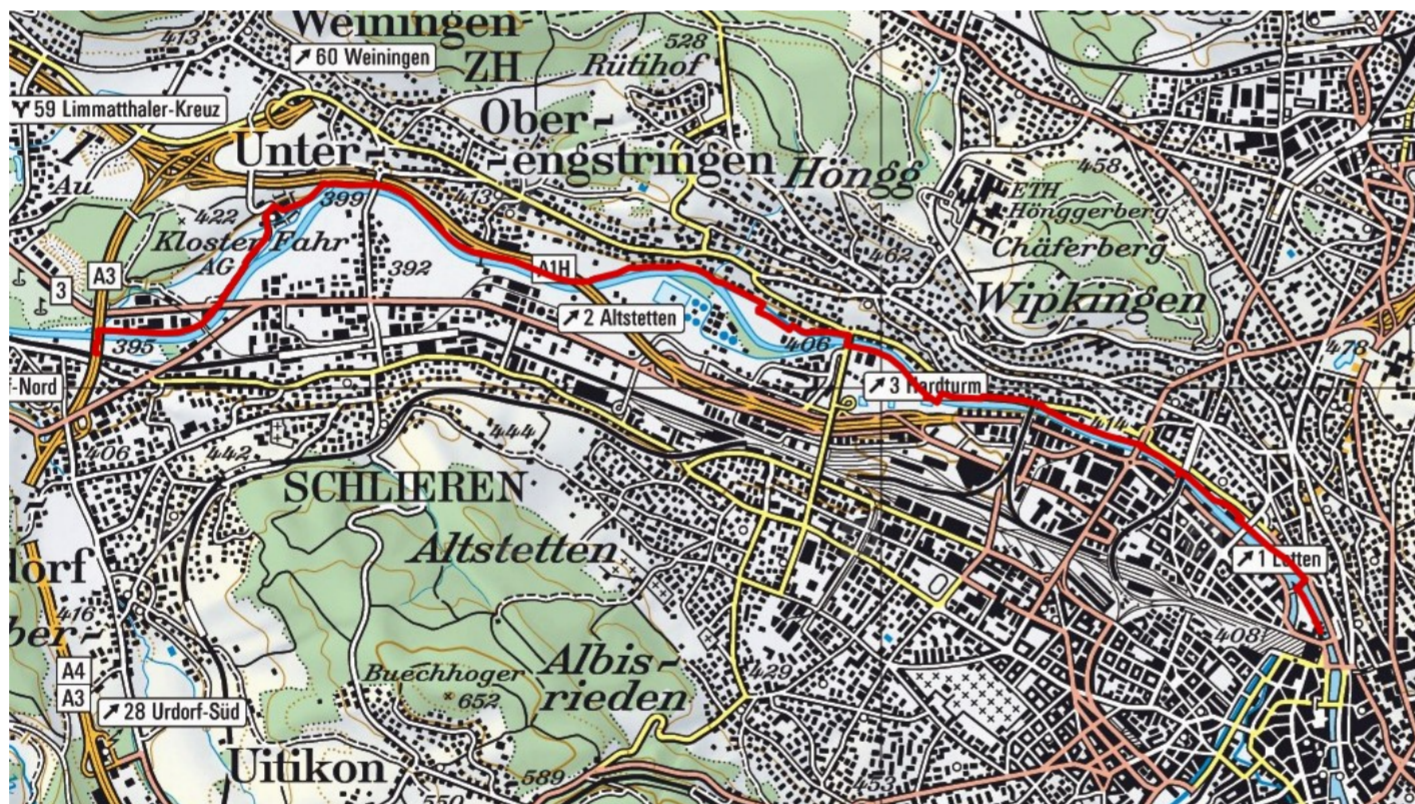 413
Weiningen
60 Weiningen
ZH
528
Rütihof
59 Limmatthaler-Kreuz
Ober-
engstringen
Unter-
Höngg
458
ETH
Hönggerberg
Chäferberg
Au
422
399
413
Kloster Fahr
AG
A3
3
392
A1H
462
Wipkingen
2 Altstetten
395
406
478
f-Nord
3 Hardturm
414
406
442
444
SCHLIEREN
Altstetten
1 Letten
dorf
416
408
ber-
Albis-
rieden
429
Buechhoger
652
A4
A3
28 Urdorf-Süd
Uitikon
589
550
453